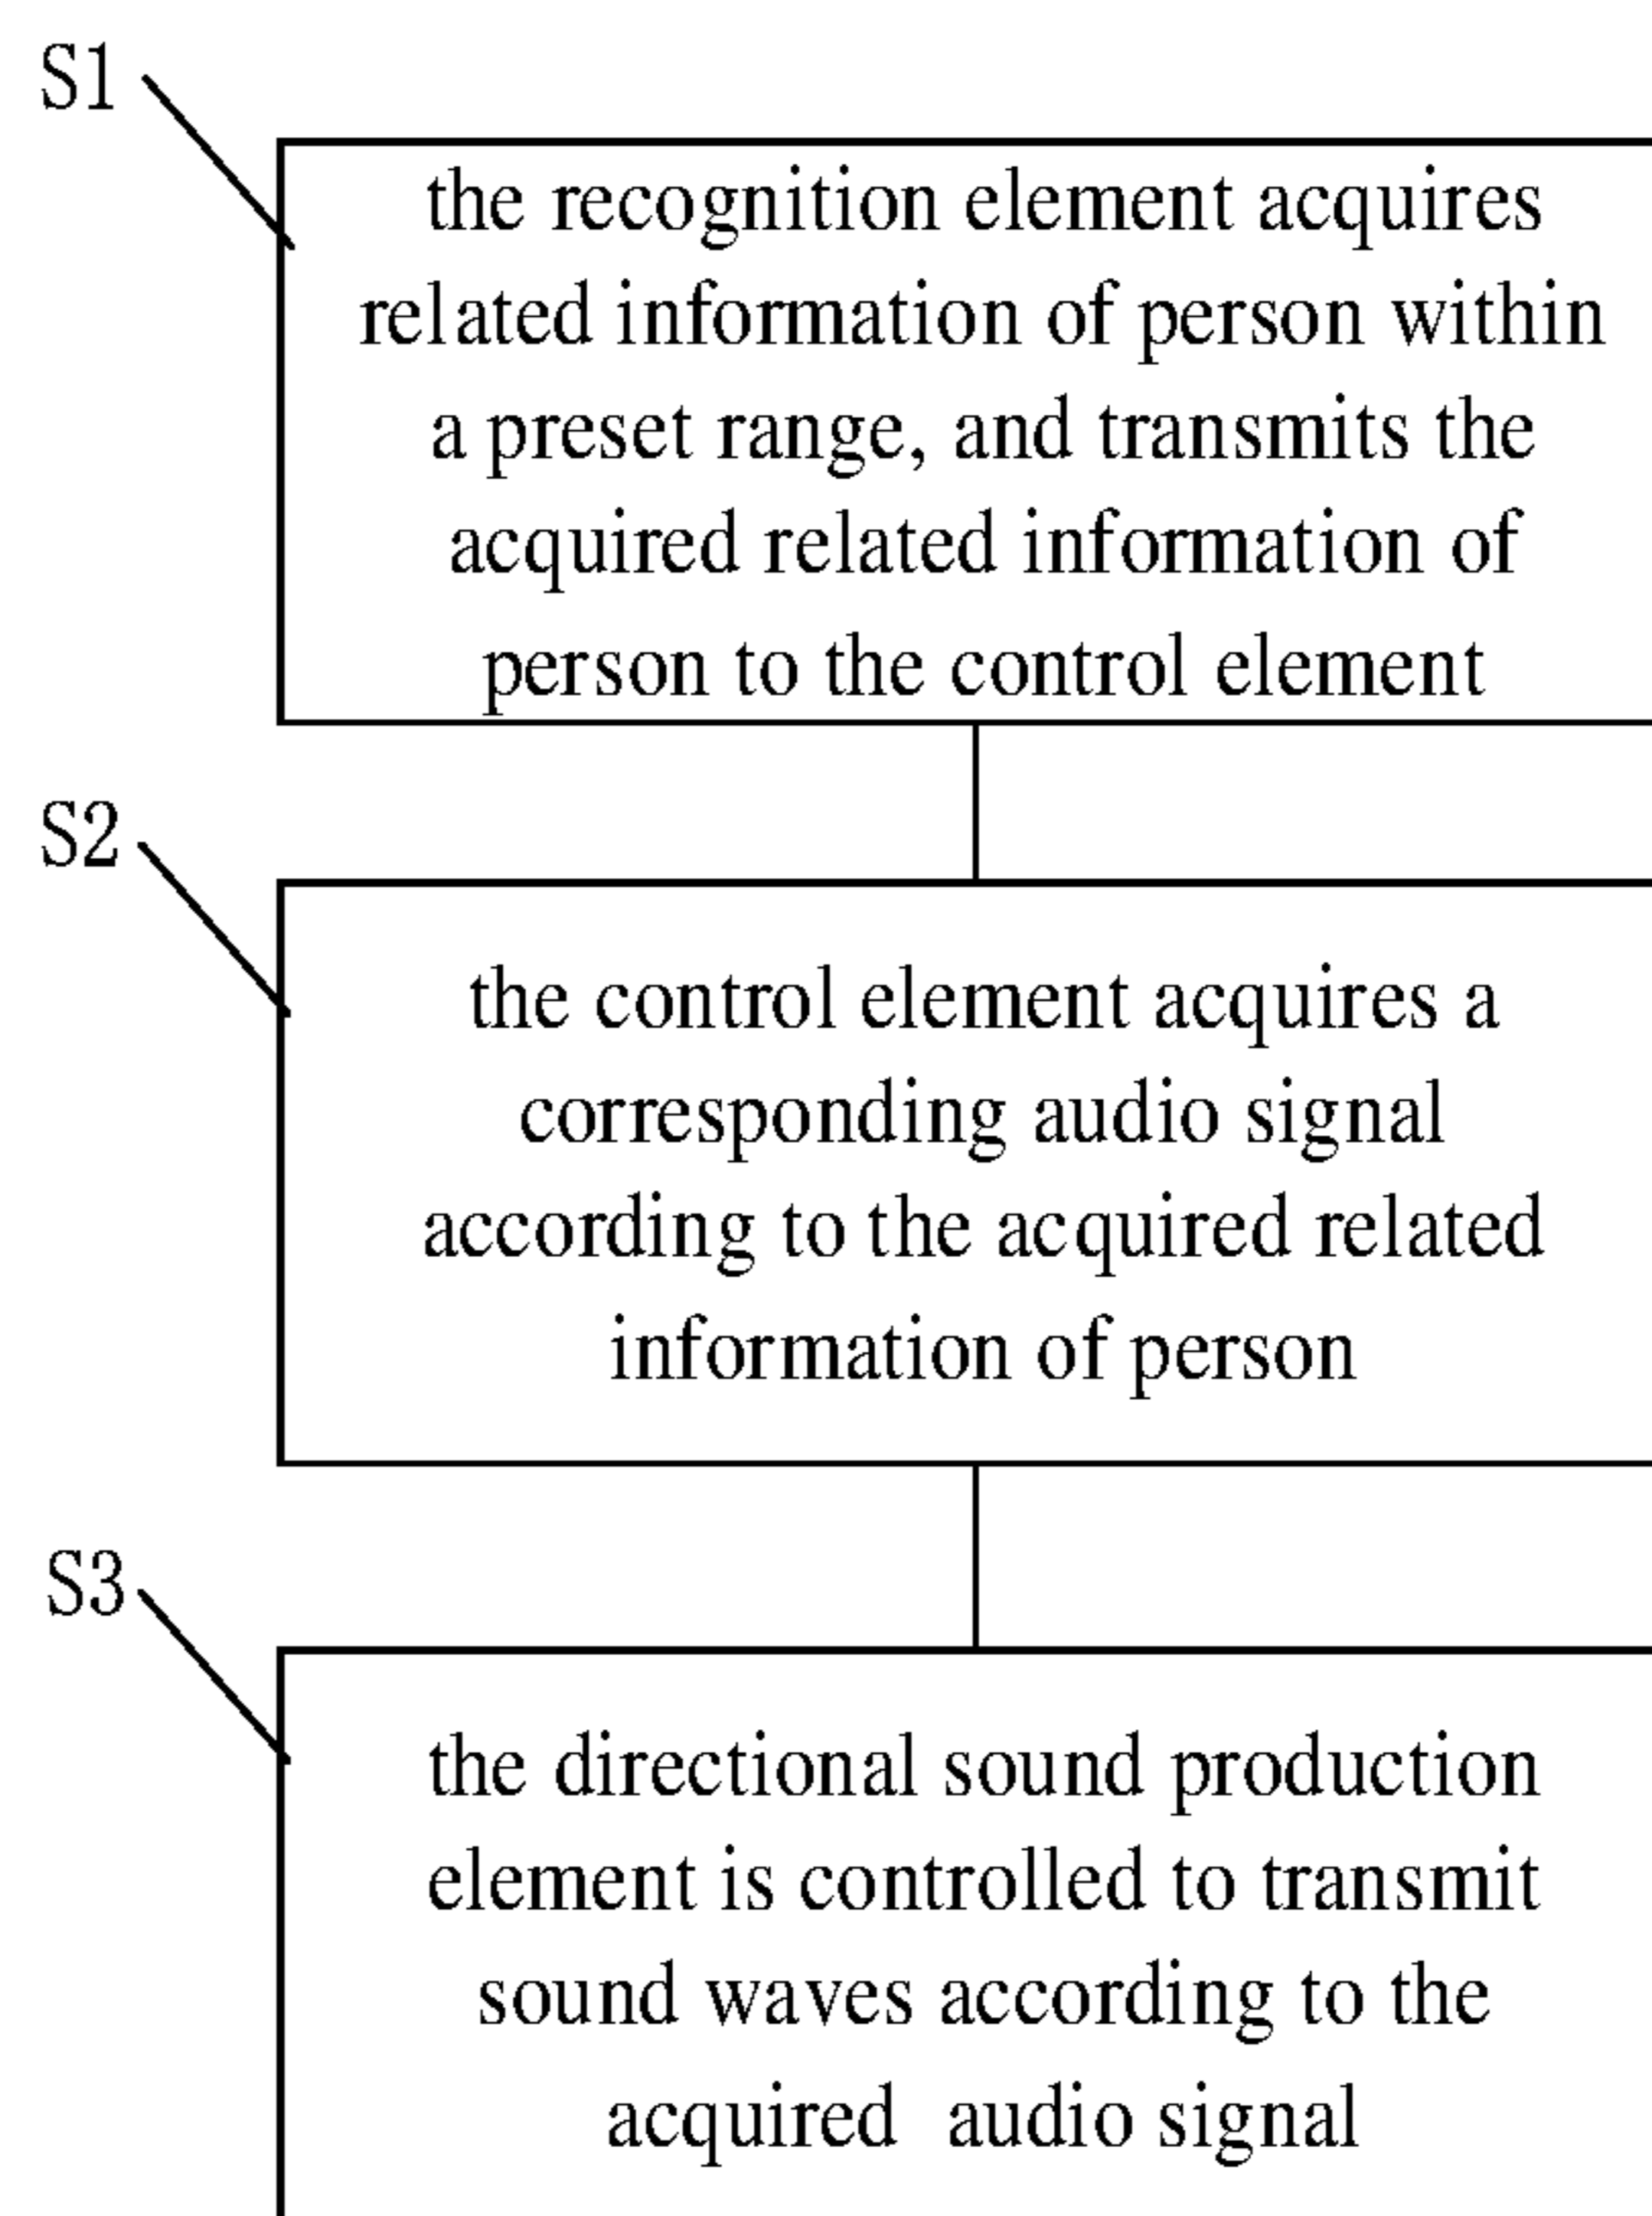 S1
the recognition element acquires
related information of person within
a preset range, and transmits the
acquired related information of
person to the control element
S2
the control element acquires a
corresponding audio signal
according to the acquired related
information of person
S3
the directional sound production
element is controlled to transmit
sound waves according to the
acquired audio signal